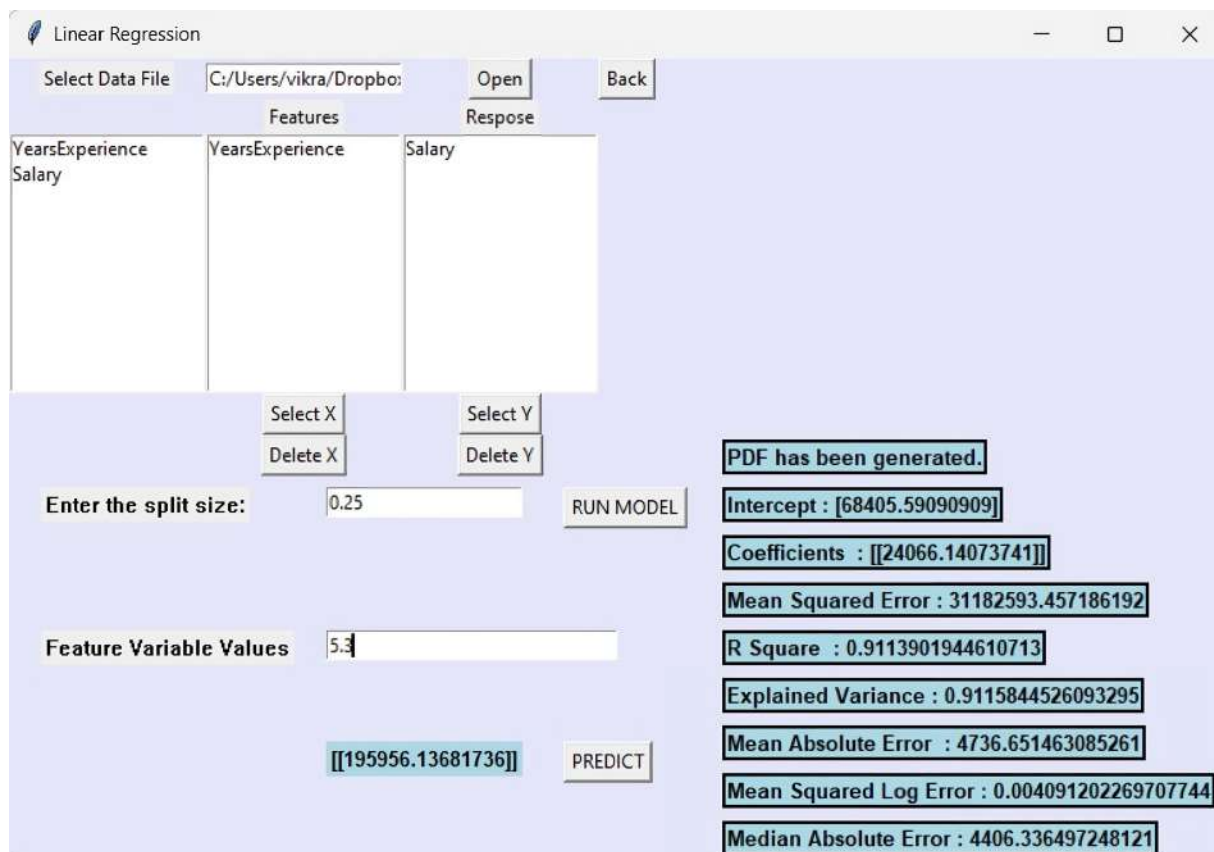 Linear Regression
Select Data File C:/Users/vikra/Dropbo Open Back
Features Respose
YearsExperience YearsExperience Salary
Salary
Select X Select Y
Delete X Delete Y
PDF has been generated.
Enter the split size: 0.25 RUN MODEL Intercept : [68405.59090909]
Coefficients : [[24066.14073741]]
Mean Squared Error : 31182593.457186192
Feature Variable Values 5.3 R Square : 0.9113901944610713
Explained Variance : 0.9115844526093295
[[195956.13681736]] PREDICT Mean Absolute Error : 4736.651463085261
Mean Squared Log Error : 0.004091202269707744
Median Absolute Error : 4406.336497248121